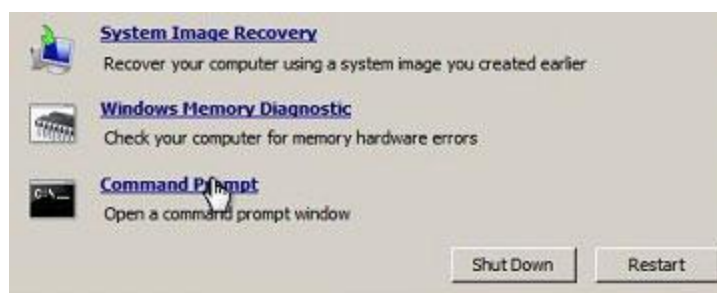 System Image Recovery
Recover your computer using a system image you created earlier
Windows Memory Diagnostic
Check your computer for memory hardware errors
C:\_
Command Prompt
Open a command prompt window
Shut Down
Restart